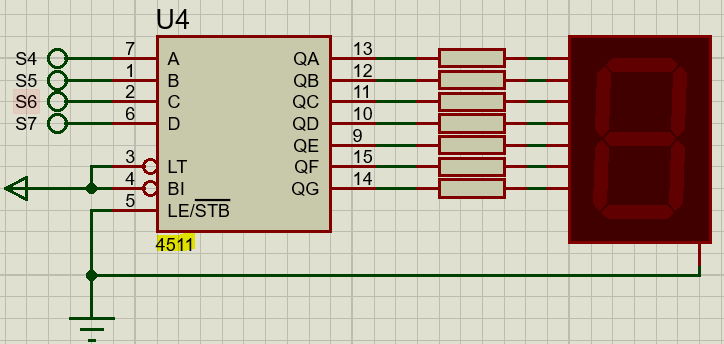 U4
S4 7 A QA 13
S5 1 B QB 12
S6 2 C QC 11
S7 6 D QD 10
QE 9
3 LT QF 15
4 BI QG 14
5 LE/STB
4511